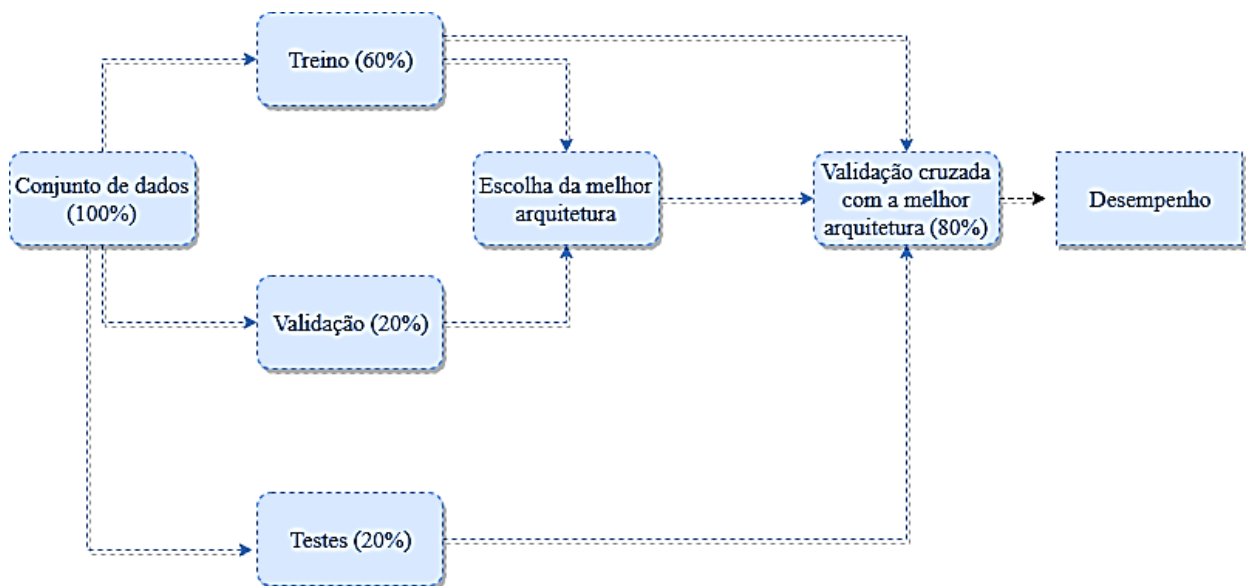 Treino (60%)
Conjunto de dados
(100%)
Escolha da melhor
arquitetura
Validação cruzada
com a melhor
arquitetura (80%)
Desempenho
Validação (20%)
Testes (20%)